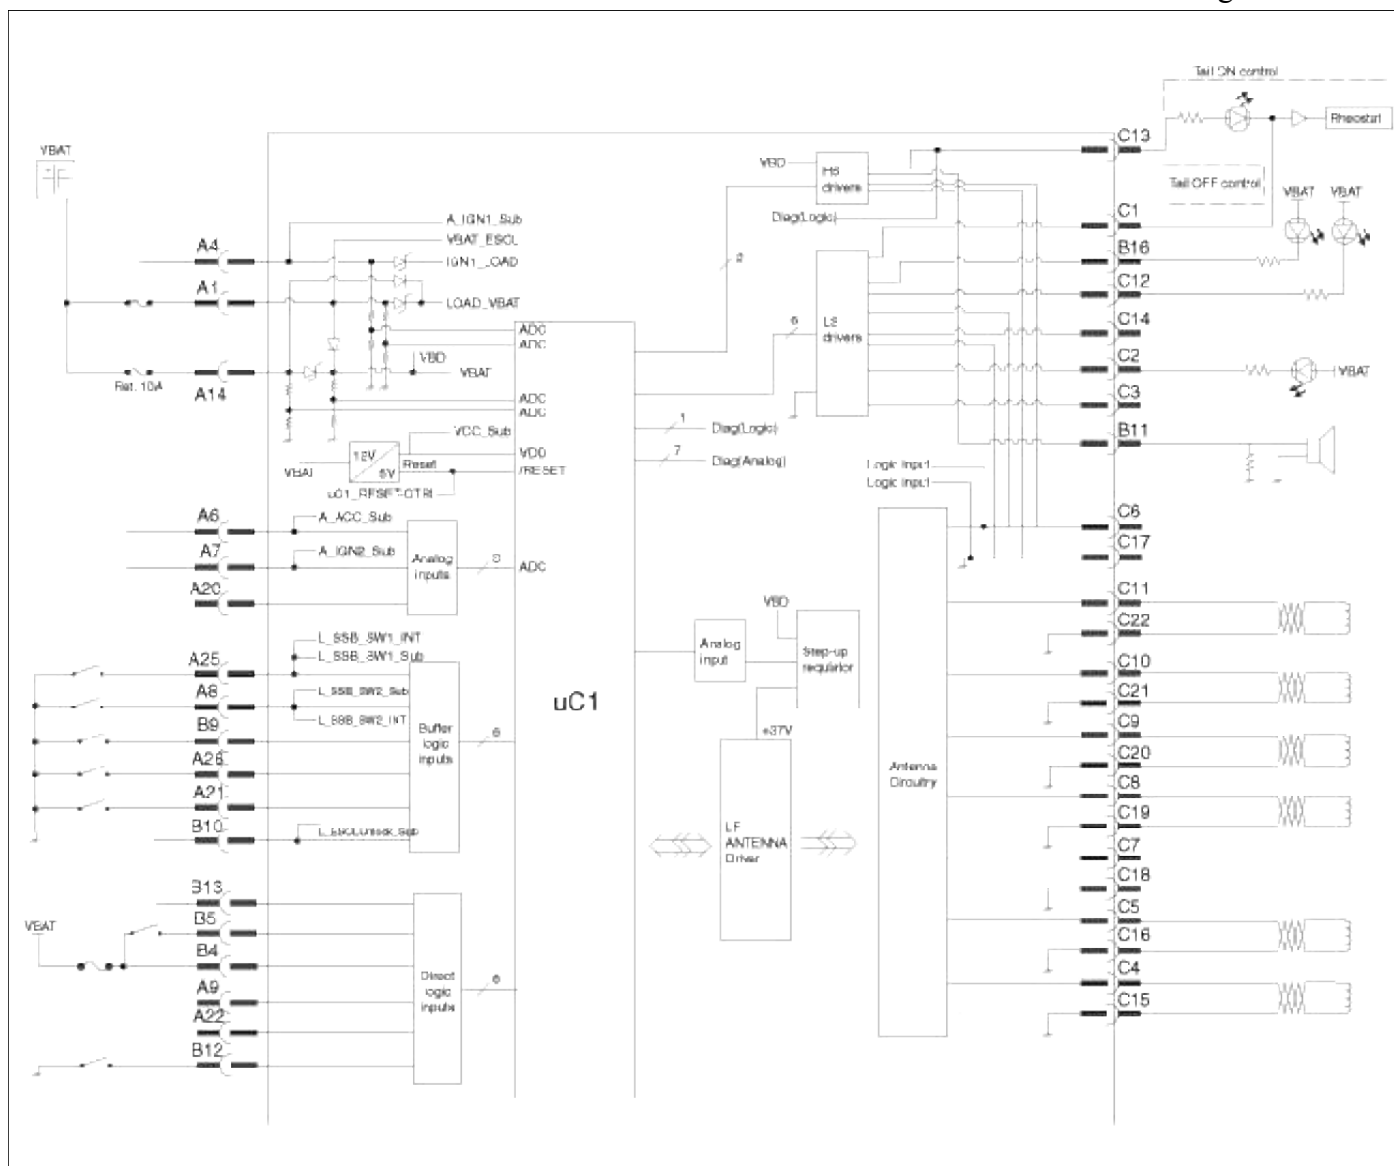 Tail ON control
C13
Rheostat
VBAT
HS
drivers
VBD
Tail OFF control
VBAT
VBAT
A_IGN1_Sub
Diag(Logic)
C1
VBAT_ESCL
A4
IGN1_LOAD
B16
A1
LOAD_VBAT
C12
LS
drivers
6
C14
ADC
ADC
VBD
C2
VBAT
VBAT
Ret. 10A
A14
C3
ADC
ADC
1
Diag(Logic)
VCC_Sub
B11
12V
5V
Reset
VDD
VBAT
/RESET
7
Diag(Analog)
Logic Input
Logic Input
uC1_RESET-CTRL
A6
A_ACC_Sub
C6
A7
A_IGN2_Sub
Analog
inputs
ADC
C17
A20
C11
VBD
C22
L_SSB_SW1_INT
L_SSB_SW1_Sub
Analog
input
Step-up
regulator
A25
C10
A8
L_SSB_SW2_Sub
C21
L_SSB_SW2_INT
uC1
B9
Buffer
logic
inputs
6
+37V
C9
A26
C20
Antenna
Circuitry
A21
C8
B10
L_ESCLUnlock_Sub
LF
ANTENNA
Driver
C19
C7
C18
B13
B5
VBAT
C5
B4
C16
A9
Direct
logic
inputs
6
C4
A22
C15
B12